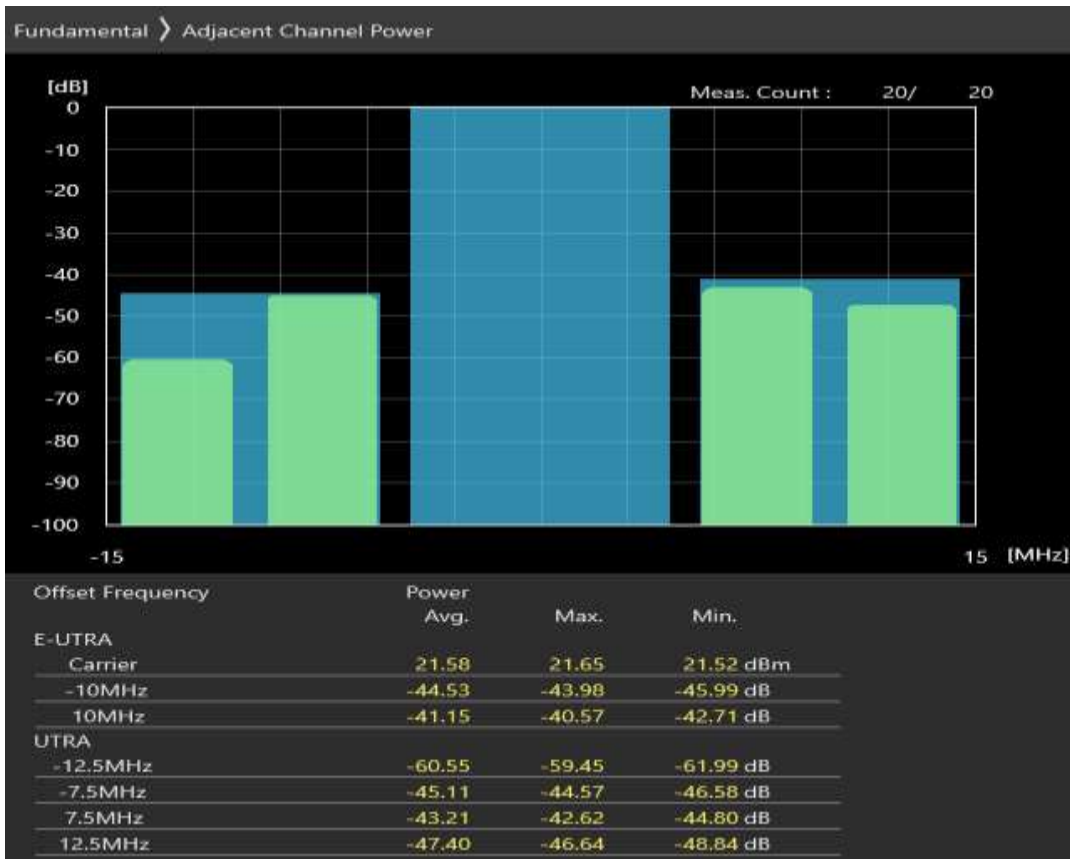 Fundamental 〉 Adjacent Channel Power
[dB]
Meas. Count : 20/ 20
0
-10
-20
-30
-40
-50
-60
-70
-80
-90
-100
-15 15 [MHz]
Offset Frequency Power
Avg. Max. Min.
E-UTRA
Carrier 21.58 21.65 21.52 dBm
-10MHz -44.53 -43.98 -45.99 dB
10MHz -41.15 -40.57 -42.71 dB
UTRA
-12.5MHz -60.55 -59.45 -61.99 dB
-7.5MHz -45.11 -44.57 -46.58 dB
7.5MHz -43.21 -42.62 -44.80 dB
12.5MHz -47.40 -46.64 -48.84 dB